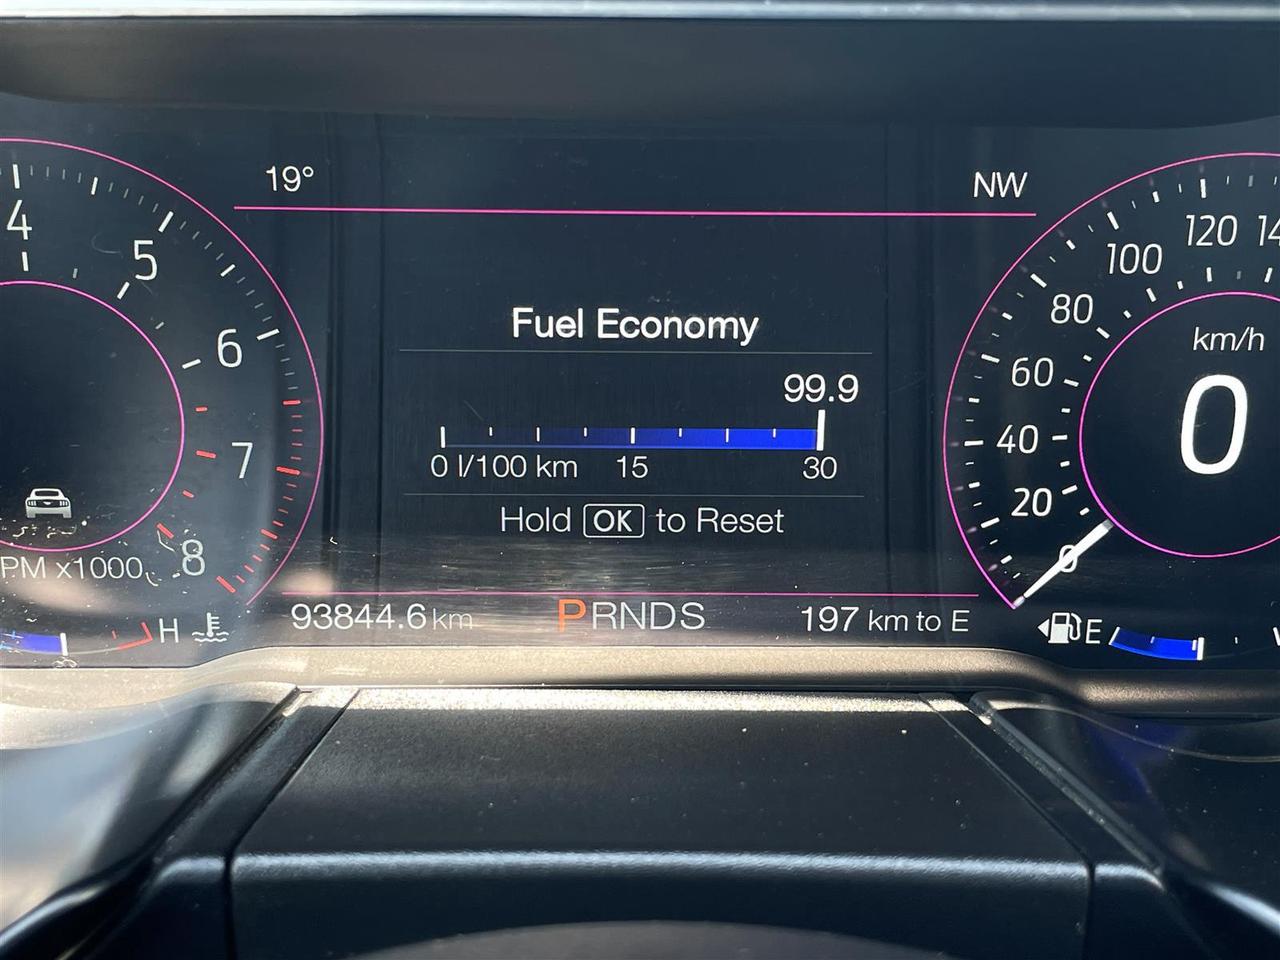 19°
NW
4
5
6
7
8
PM x1000
H
Fuel Economy
99.9
0 l/100 km 15 30
Hold OK to Reset
93844.6 km PRNDS 197 km to E
0
20
40
60
80
100
120
km/h
0
E